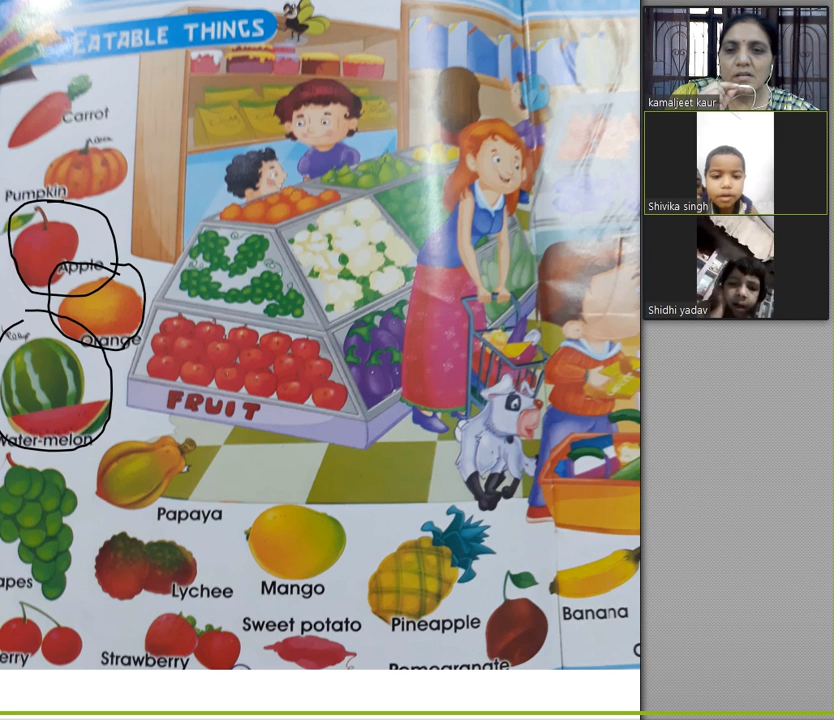 EATABLE THINGS
Carrot
Pumpkin
Apple
Orange
Water-melon
FRUIT
Papaya
apes
Lychee
Mango
Pineapple
Banana
erry
Strawberry
Sweet potato
Pomegranate
kamaljeet kaur
Shivika singh
Shidhi yadav